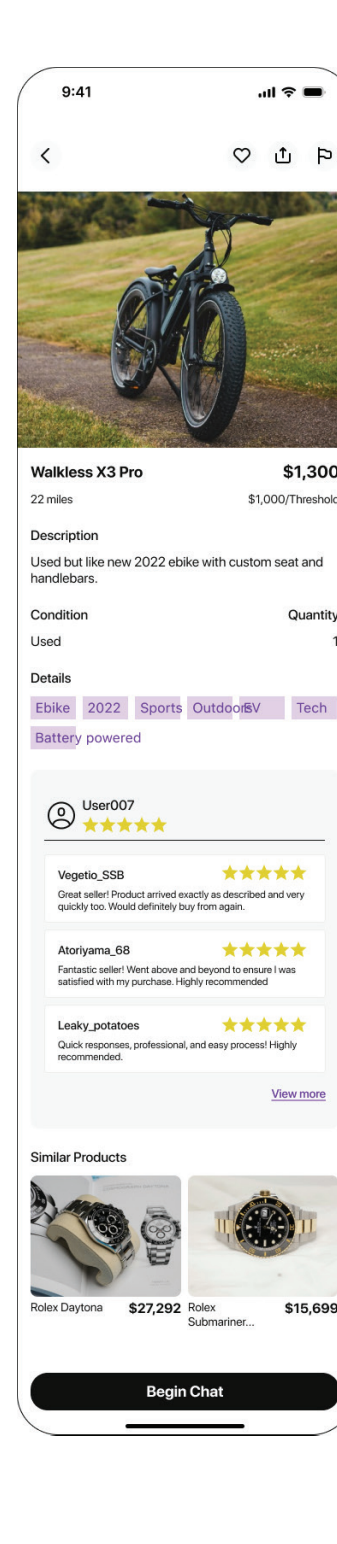 9:41
Walkless X3 Pro $1,300
22 miles $1,000/Threshold
Description
Used but like new 2022 ebike with custom seat and
handlebars.
Condition Quantity
Used 1
Details
Ebike 2022 Sports Outdoors EV Tech
Battery powered
User007
Vegetio_SSB
Great seller! Product arrived exactly as described and very
quickly too. Would definitely buy from again.
Atoriyama_68
Fantastic seller! Went above and beyond to ensure I was
satisfied with my purchase. Highly recommended
Leaky_potatoes
Quick responses, professional, and easy process! Highly
recommended.
View more
Similar Products
Rolex Daytona $27,292 Rolex $15,699
Submariner...
Begin Chat